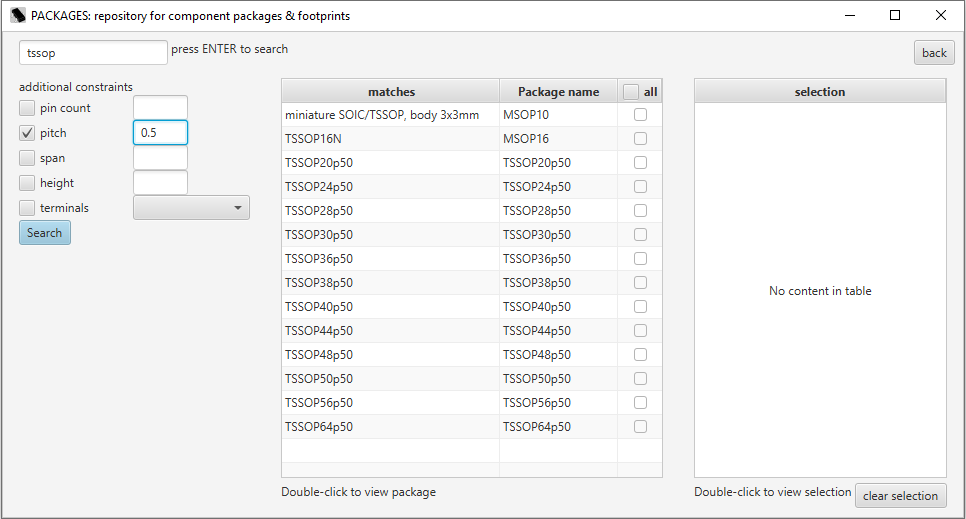 PACKAGES: repository for component packages & footprints
tssop press ENTER to search back
additional constraints
pin count
pitch 0.5
span
height
terminals
Search
matches Package name all
miniature SOIC/TSSOP, body 3x3mm MSOP10
TSSOP16N MSOP16
TSSOP20p50 TSSOP20p50
TSSOP24p50 TSSOP24p50
TSSOP28p50 TSSOP28p50
TSSOP30p50 TSSOP30p50
TSSOP36p50 TSSOP36p50
TSSOP38p50 TSSOP38p50
TSSOP40p50 TSSOP40p50
TSSOP44p50 TSSOP44p50
TSSOP48p50 TSSOP48p50
TSSOP50p50 TSSOP50p50
TSSOP56p50 TSSOP56p50
TSSOP64p50 TSSOP64p50
Double-click to view package
selection
No content in table
Double-click to view selection clear selection